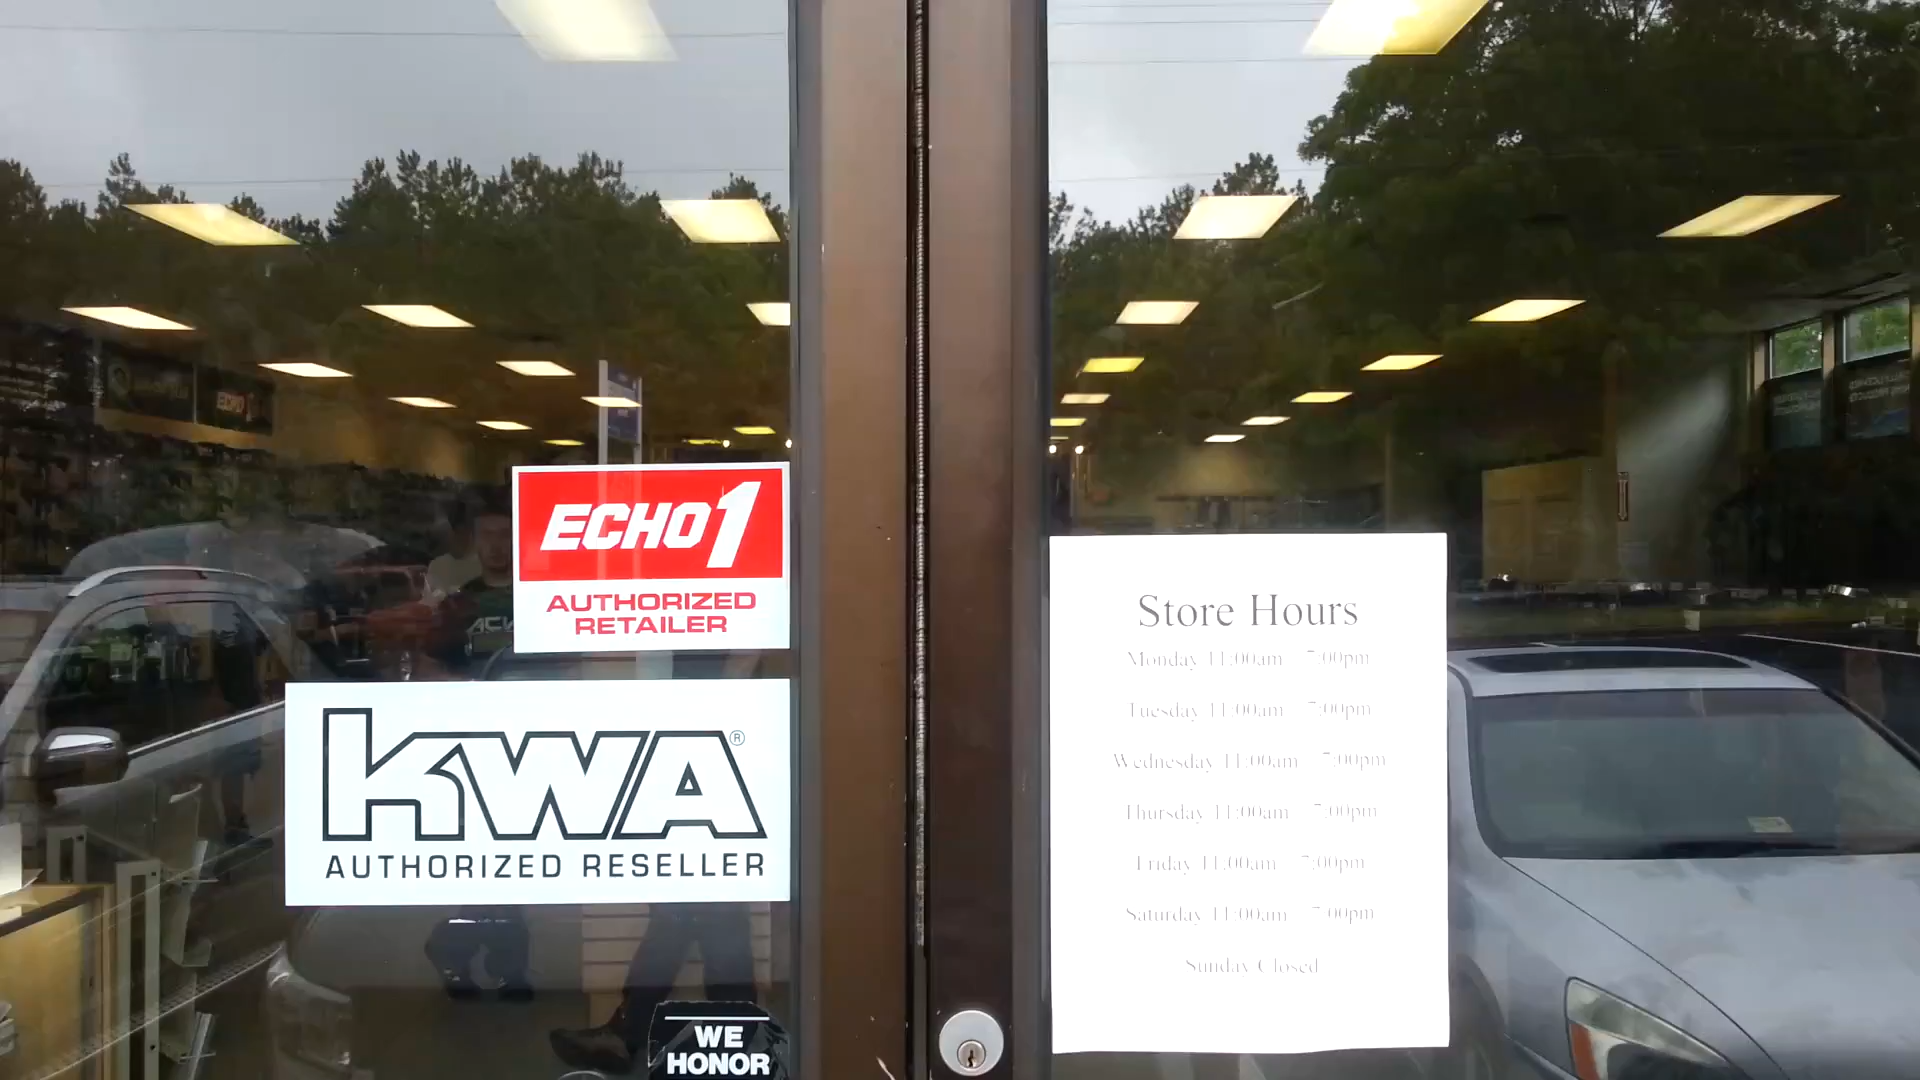 ECHO1
AUTHORIZED
RETAILER
KWA®
AUTHORIZED RESELLER
WE
HONOR
Store Hours
Monday 11:00am 7:00pm
Tuesday 11:00am 7:00pm
Wednesday 11:00am 7:00pm
Thursday 11:00am 7:00pm
Friday 11:00am 7:00pm
Saturday 11:00am 7:00pm
Sunday Closed
ECHO1